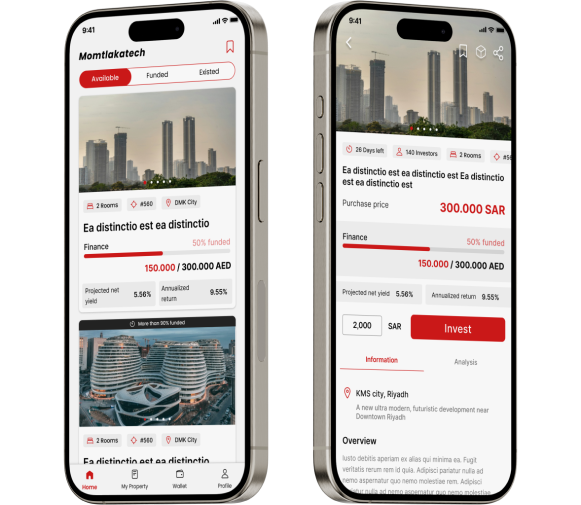 9:41
Momtlakatech
Available
Funded
Existed
2 Rooms
#560
DMK City
Ea distinctio est ea distinctio
Finance
50% funded
150.000 / 300.000 AED
Projected net yield
5.56%
Annualized return
9.55%
More than 90% funded
2 Rooms
#560
DMK City
Ea distinctio est ea distinctio
Home
My Property
Wallet
Profile
9:41
26 Days left
140 Investors
2 Rooms
#56
Ea distinctio est ea distinctio est Ea distinctio
est ea distinctio est
Purchase price
300.000 SAR
Finance
50% funded
150.000 / 300.000 AED
Projected net yield
5.56%
Annualized return
9.55%
2,000
SAR
Invest
Information
Analysis
KMS city, Riyadh
A new ultra modern, futuristic development near
Downtown Riyadh
Overview
Iusto debitis aperiam ex alias qui minima ea. Fugit
veritatis rerum rem id quia. Adipisci pariatur nulla ad
nemo aspernatur quo nemo molestiae rem. Adipisci
pariatur nulla ad nemo aspernatur quo nemo molestiae